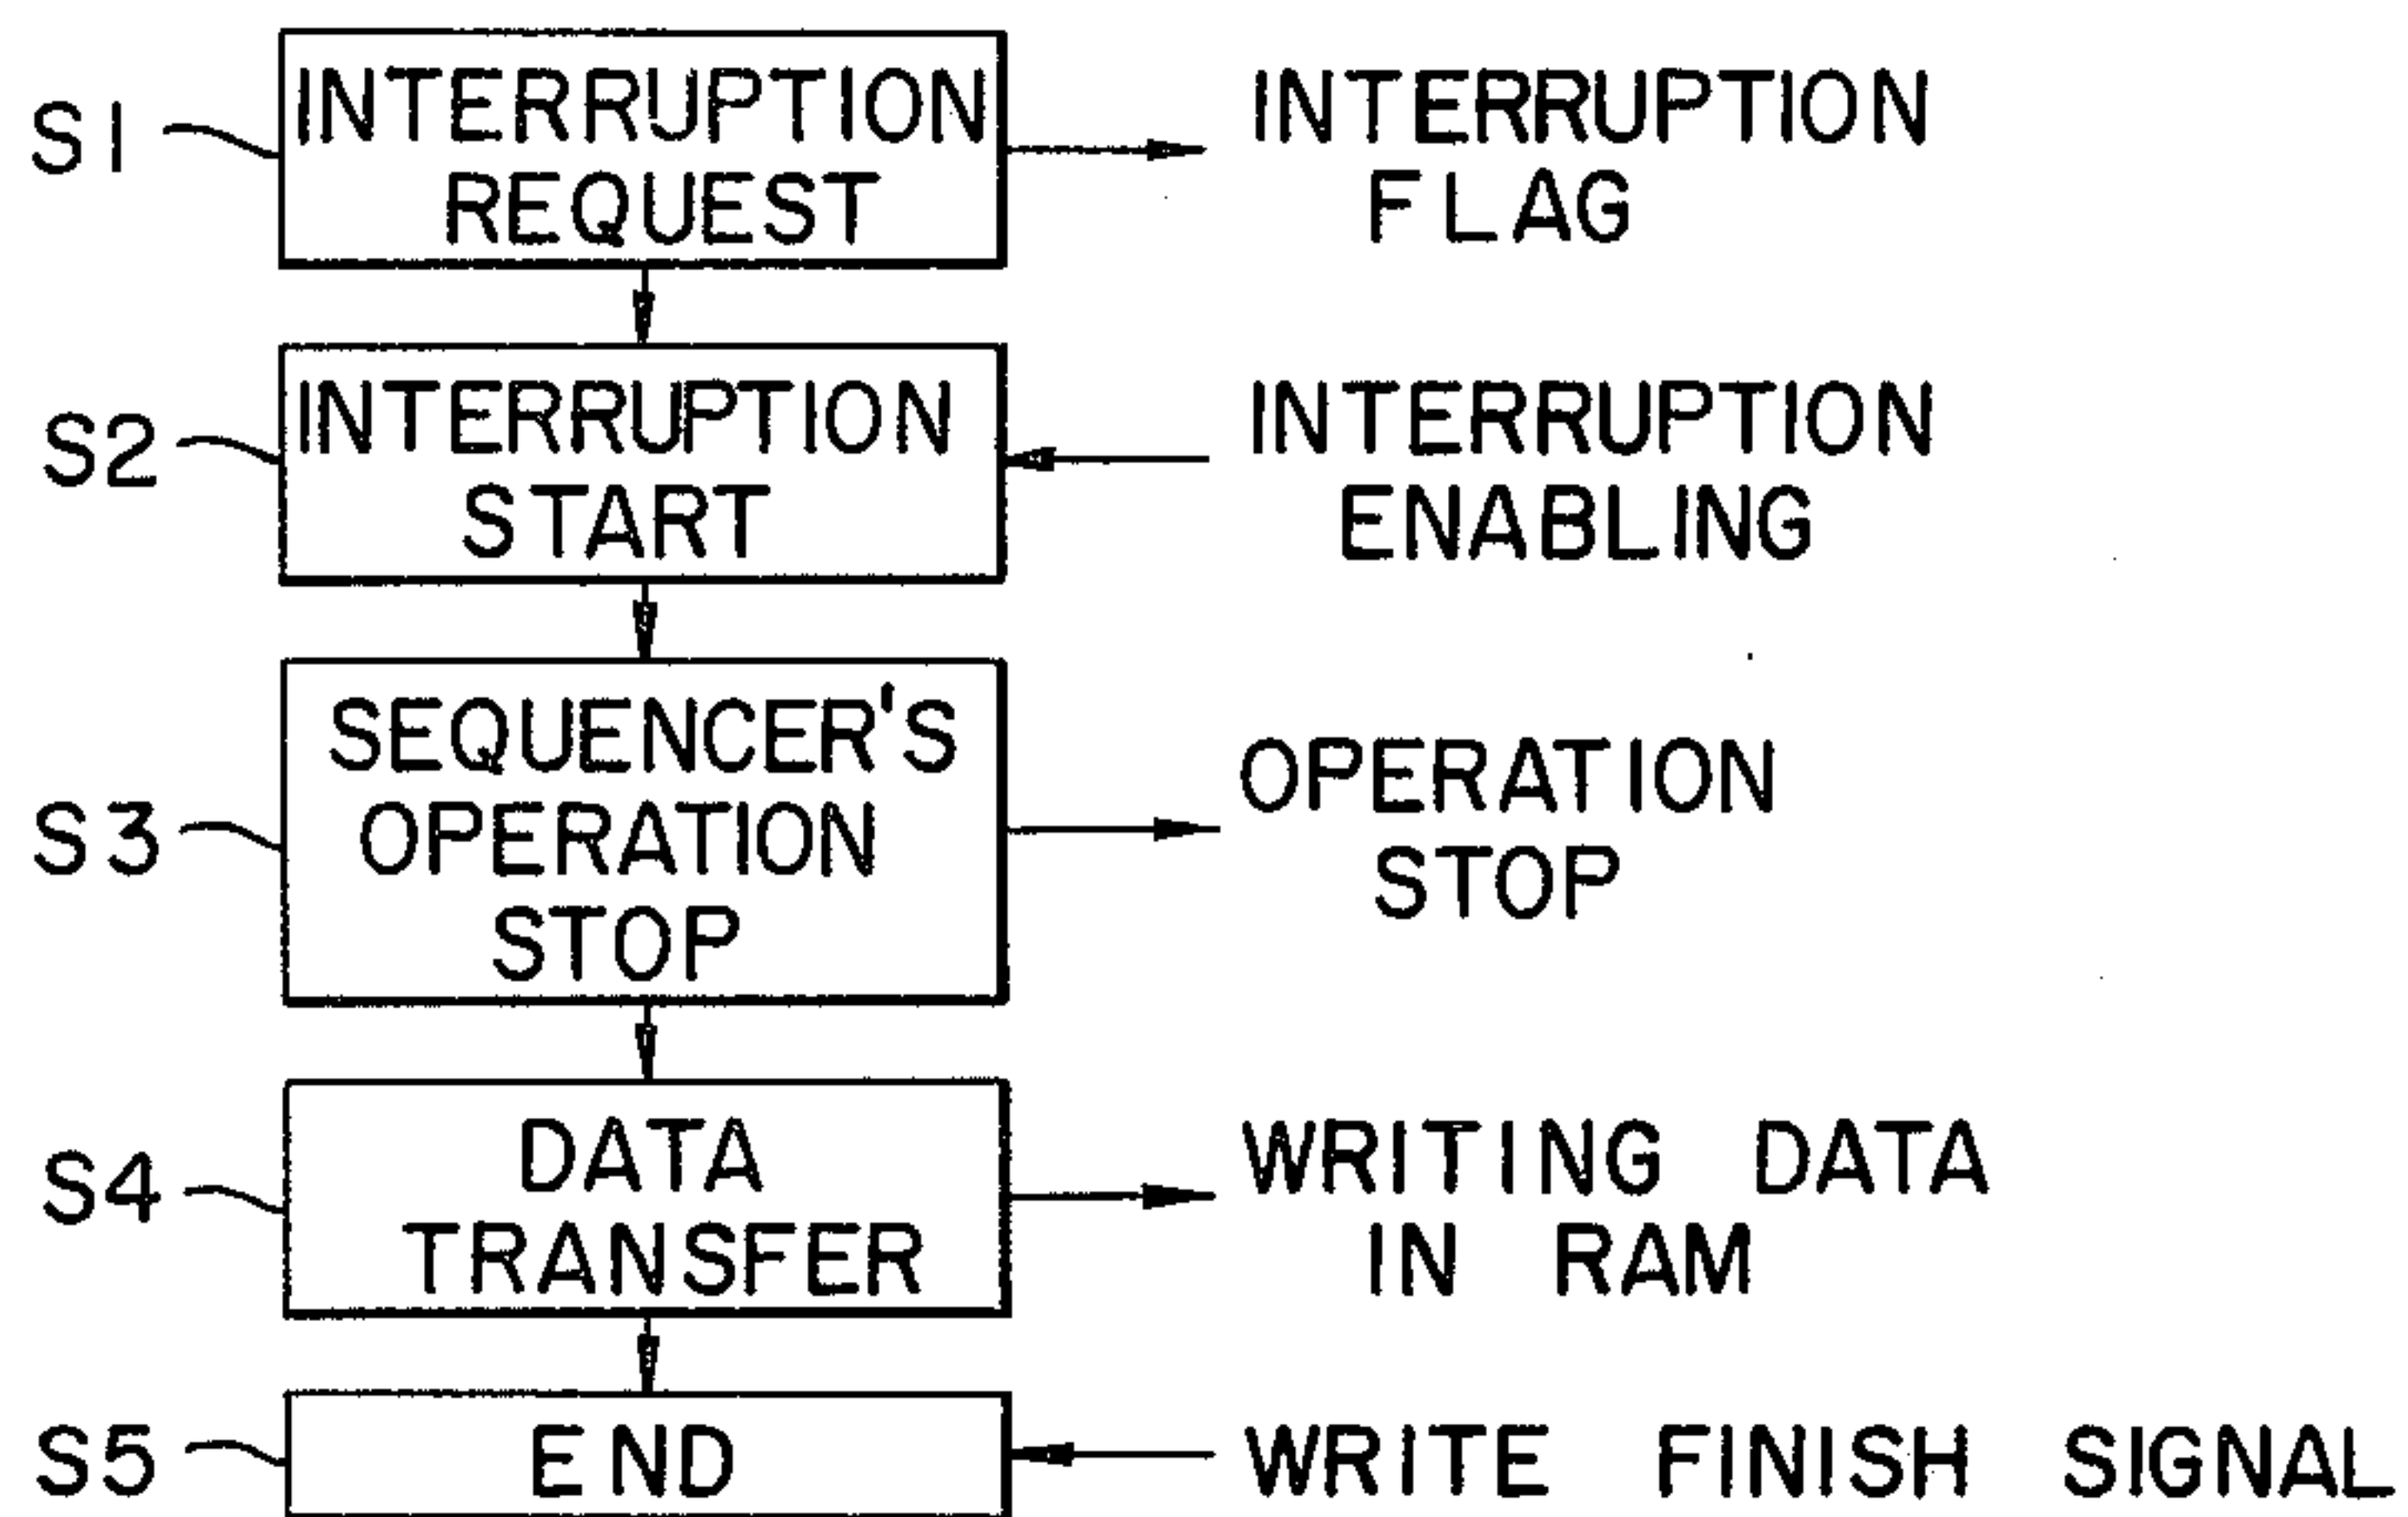 S1
INTERRUPTION
REQUEST
INTERRUPTION
FLAG
S2
INTERRUPTION
START
INTERRUPTION
ENABLING
S3
SEQUENCER'S
OPERATION
STOP
OPERATION
STOP
S4
DATA
TRANSFER
WRITING DATA
IN RAM
S5
END
WRITE FINISH SIGNAL